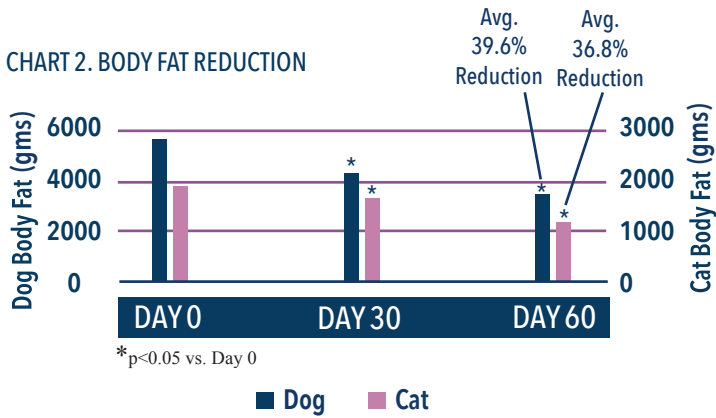 CHART 2. BODY FAT REDUCTION
Avg.
39.6%
Reduction
Avg.
36.8%
Reduction
Dog Body Fat (gms)
6000
4000
2000
0
* * * * 
3000
2000
1000
0
Cat Body Fat (gms)
DAY 0 DAY 30 DAY 60
*p<0.05 vs. Day 0
Dog Cat